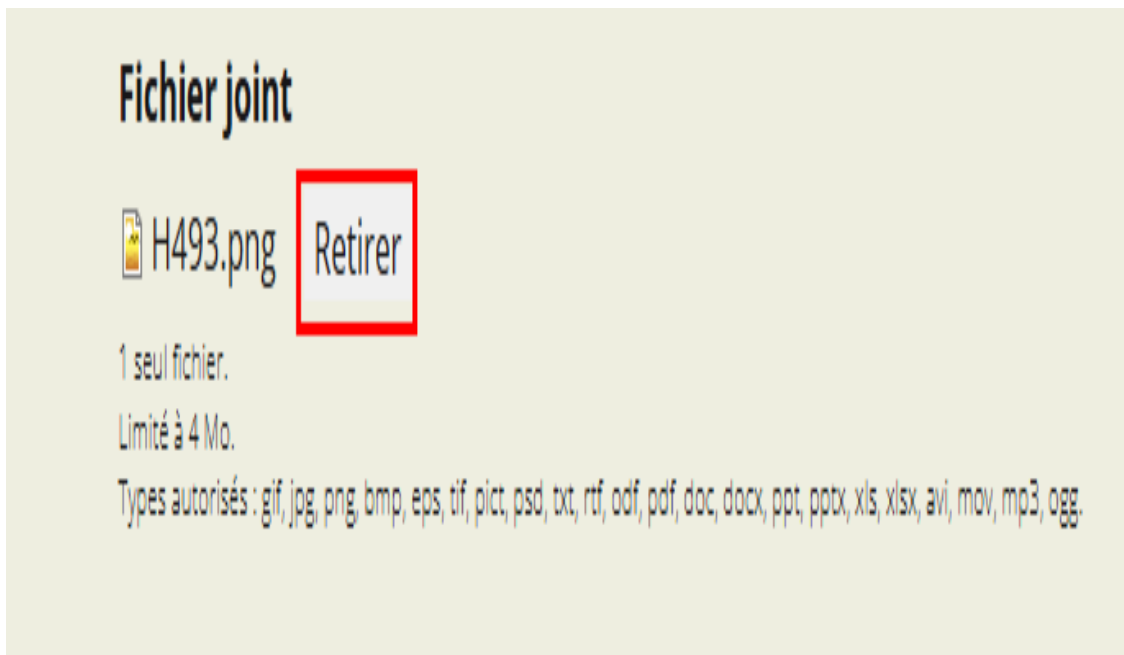 Fichier joint
H493.png Retirer
1 seul fichier.
Limité à 4 Mo.
Types autorisés : gif, jpg, png, bmp, eps, tif, pict, psd, txt, rtf, odf, pdf, doc, docx, ppt, pptx, xls, xlsx, avi, mov, mp3, ogg.